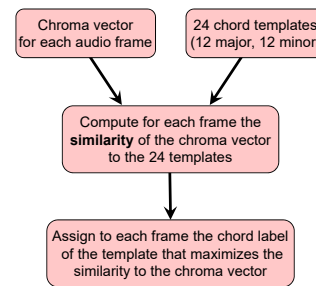 Chroma vector
for each audio frame
24 chord templates
(12 major, 12 minor
Compute for each frame the
similarity of the chroma vector
to the 24 templates
Assign to each frame the chord label
of the template that maximizes the
similarity to the chroma vector